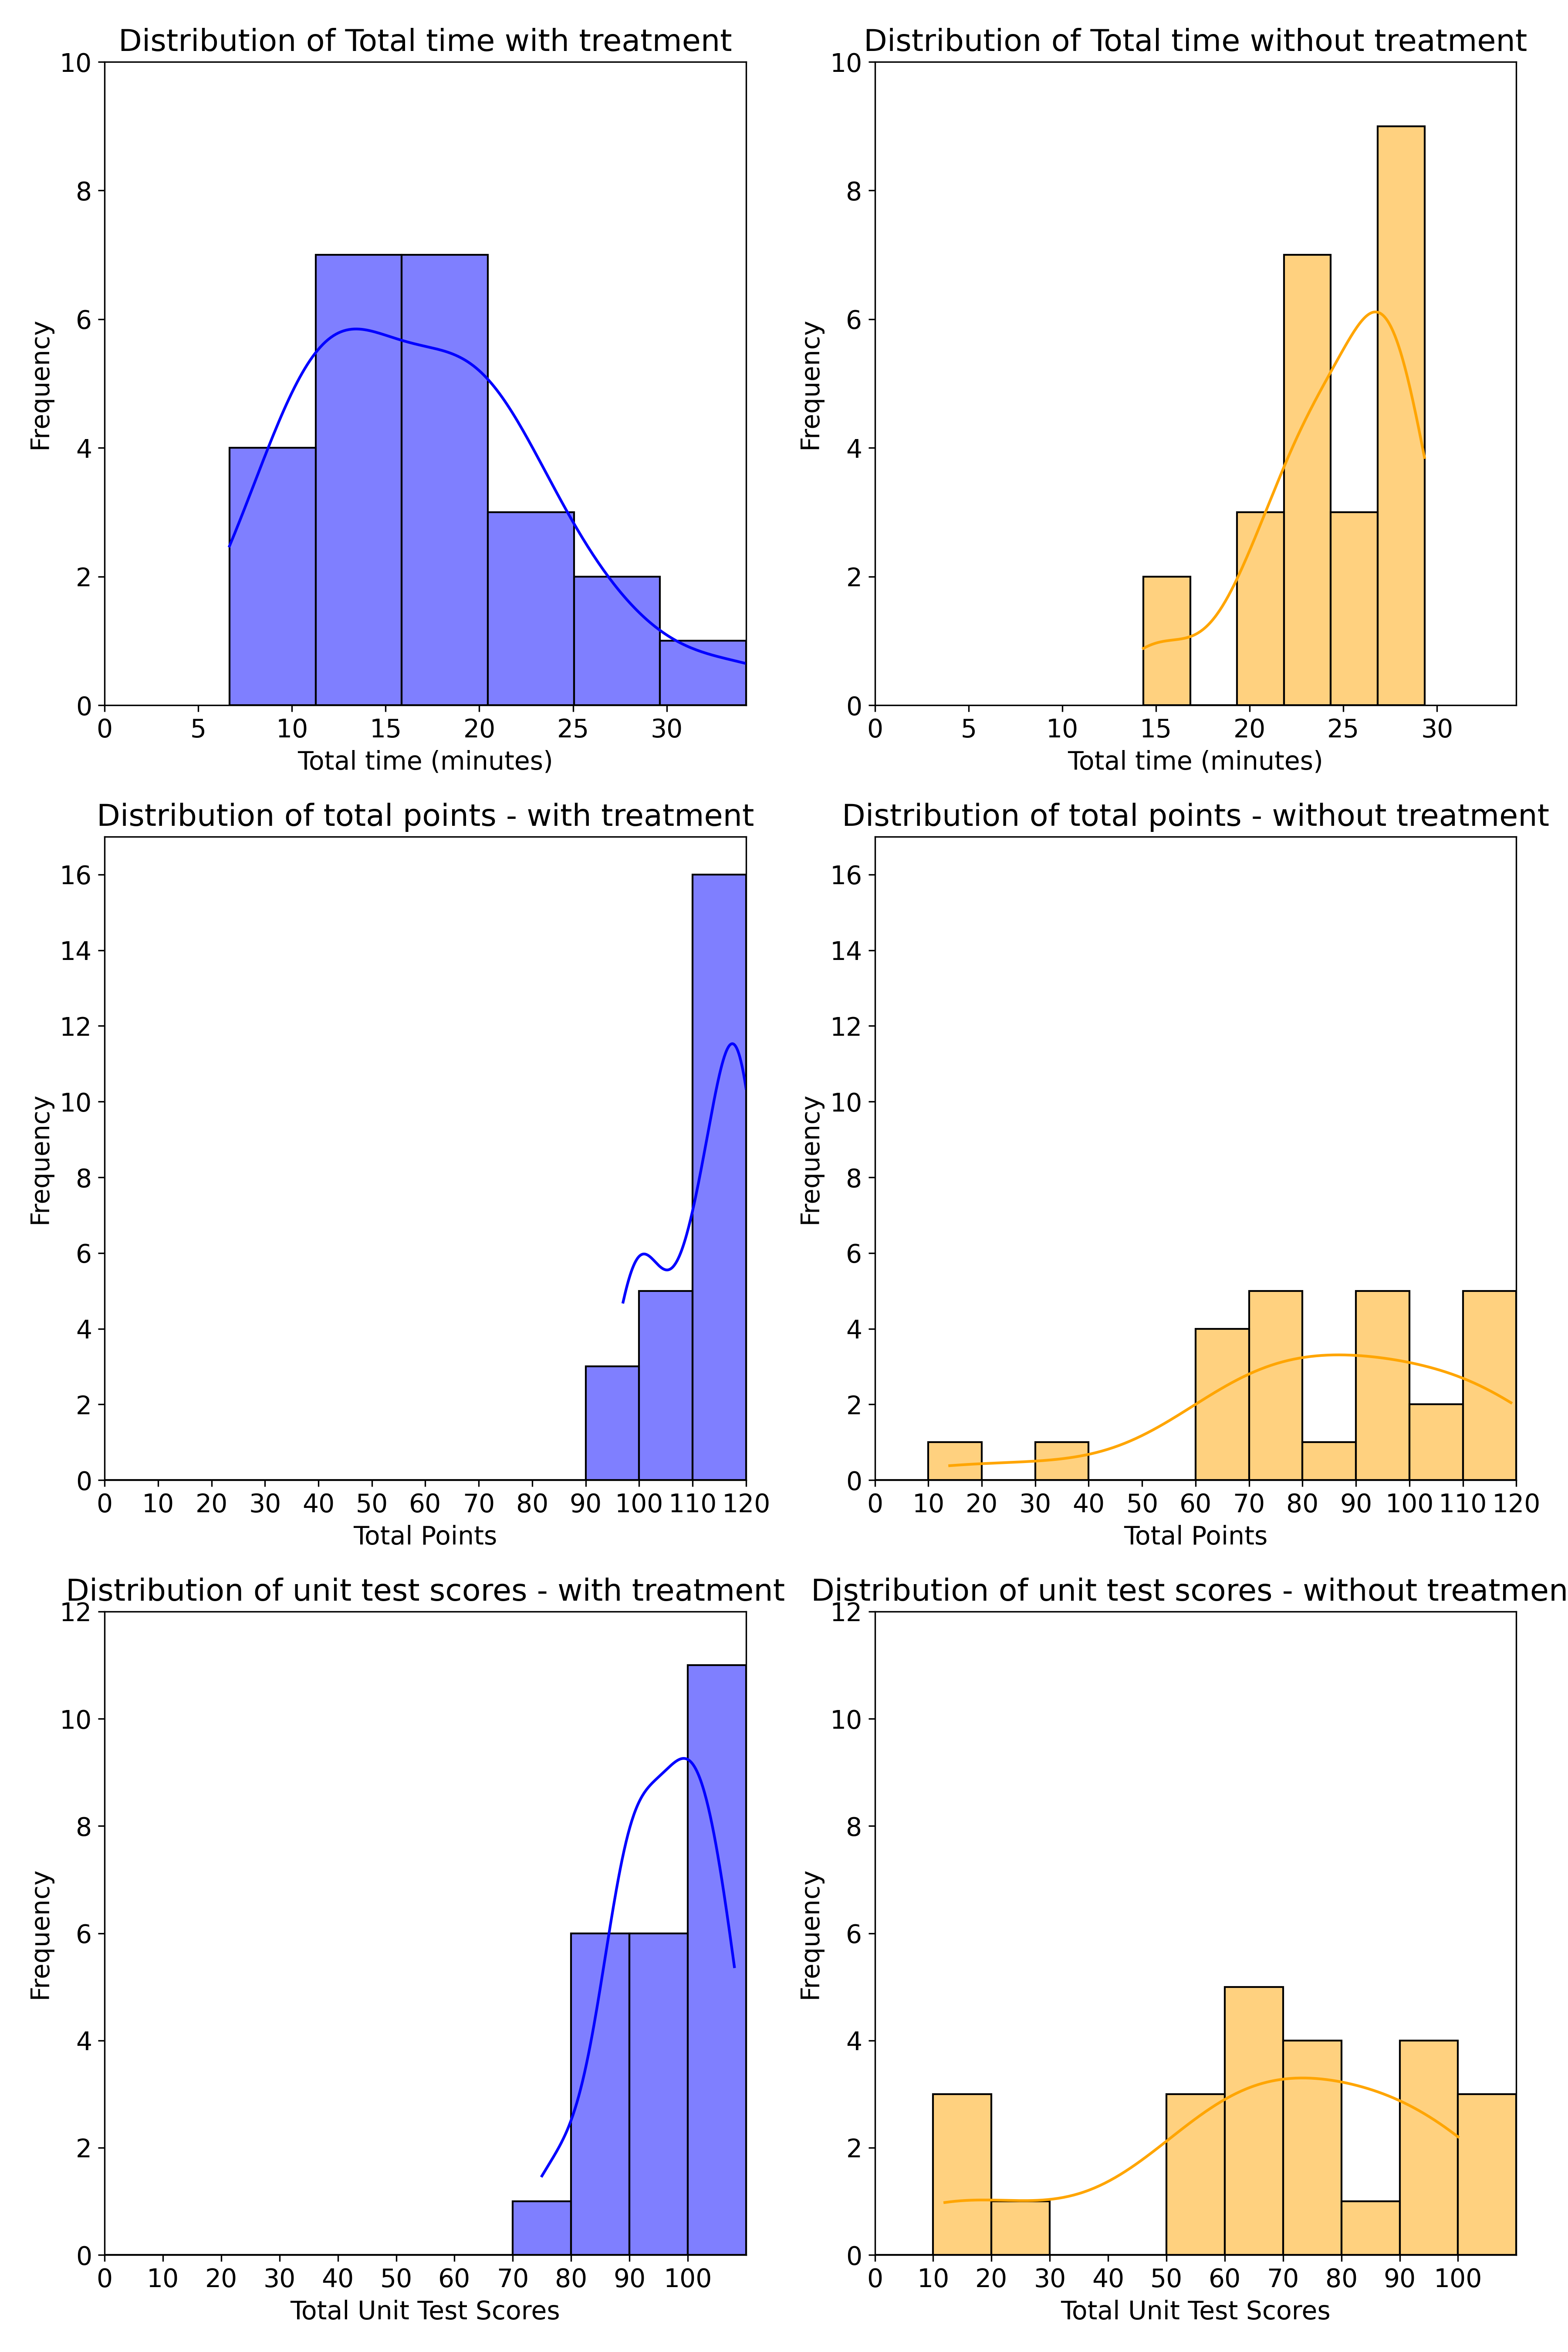 Distribution of Total time with treatment
10
8
6
4
2
0
Frequency
0 5 10 15 20 25 30
Total time (minutes)
Distribution of Total time without treatment
10
8
6
4
2
0
Frequency
0 5 10 15 20 25 30
Total time (minutes)
Distribution of total points - with treatment
16
14
12
10
8
6
4
2
0
Frequency
0 10 20 30 40 50 60 70 80 90 100 110 120
Total Points
Distribution of total points - without treatment
16
14
12
10
8
6
4
2
0
Frequency
0 10 20 30 40 50 60 70 80 90 100 110 120
Total Points
Distribution of unit test scores - with treatment
12
10
8
6
4
2
0
Frequency
0 10 20 30 40 50 60 70 80 90 100
Total Unit Test Scores
Distribution of unit test scores - without treatmen
12
10
8
6
4
2
0
Frequency
0 10 20 30 40 50 60 70 80 90 100
Total Unit Test Scores